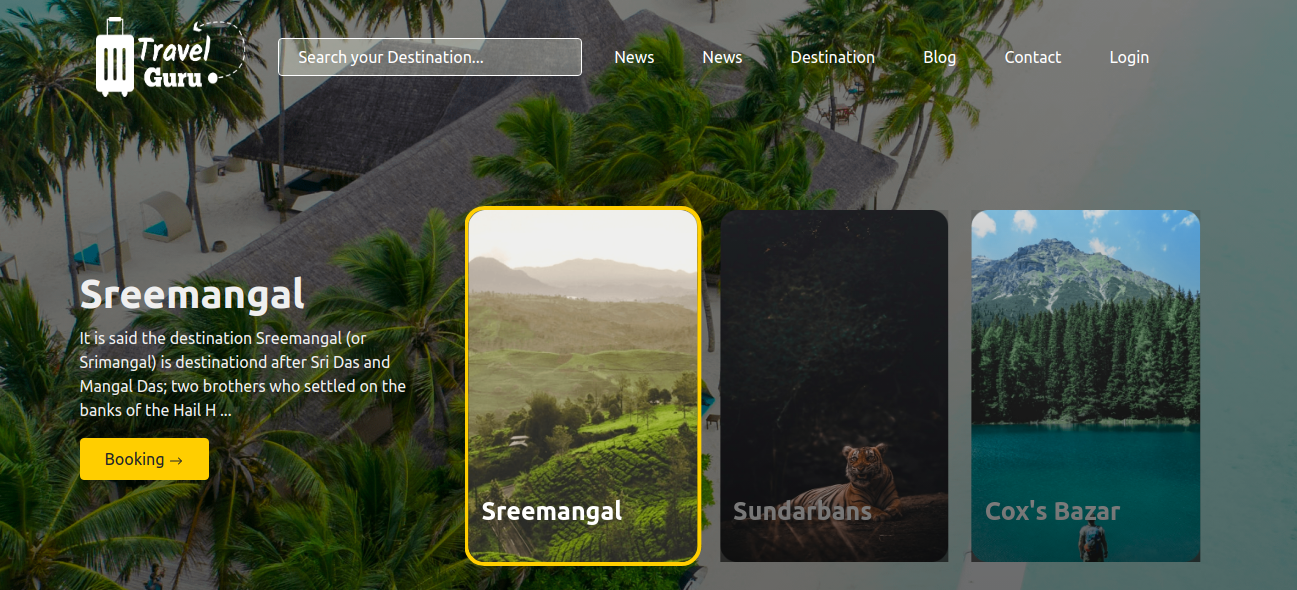 Travel
Guru
Search your Destination...
News
News
Destination
Blog
Contact
Login
Sreemangal
It is said the destination Sreemangal (or
Srimangal) is destinationd after Sri Das and
Mangal Das; two brothers who settled on the
banks of the Hail H ...
Booking →
Sreemangal
Sundarbans
Cox's Bazar